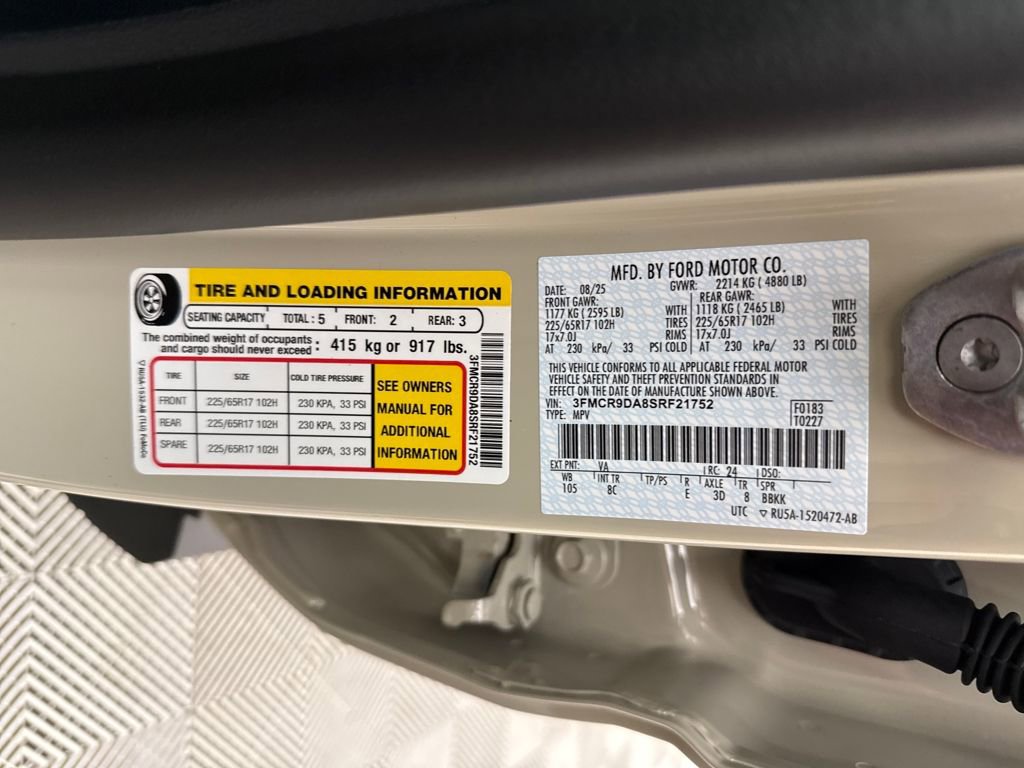 TIRE AND LOADING INFORMATION
SEATING CAPACITY TOTAL : 5 FRONT: 2 REAR: 3
The combined weight of occupants
and cargo should never exceed : 415 kg or 917 lbs.
TIRE SIZE COLD TIRE PRESSURE
FRONT 225/65R17 102H 230 KPA, 33 PSI
REAR 225/65R17 102H 230 KPA, 33 PSI
SPARE 225/65R17 102H 230 KPA, 33 PSI
SEE OWNERS
MANUAL FOR
ADDITIONAL
INFORMATION
3FMCR9DA8SRF21752
MFD. BY FORD MOTOR CO.
DATE: 08/25 GVWR: 2214 KG ( 4880 LB)
FRONT GAWR: REAR GAWR:
1177 KG ( 2595 LB) WITH 1118 KG ( 2465 LB) WITH
225/65R17 102H TIRES 225/65R17 102H TIRES
17x7.0J RIMS 17x7.0J RIMS
AT 230 kPa/ 33 PSI COLD AT 230 kPa/ 33 PSI COLD
THIS VEHICLE CONFORMS TO ALL APPLICABLE FEDERAL MOTOR
VEHICLE SAFETY AND THEFT PREVENTION STANDARDS IN
EFFECT ON THE DATE OF MANUFACTURE SHOWN ABOVE.
VIN: 3FMCR9DA8SRF21752
TYPE: MPV
F0183
T0227
EXT PNT: VA RC: 24 DSO:
WB INT TR TP/PS R AXLE TR SPR
105 8C E 3D 8 BBKK
UTC ▽ RU5A-1520472-AB